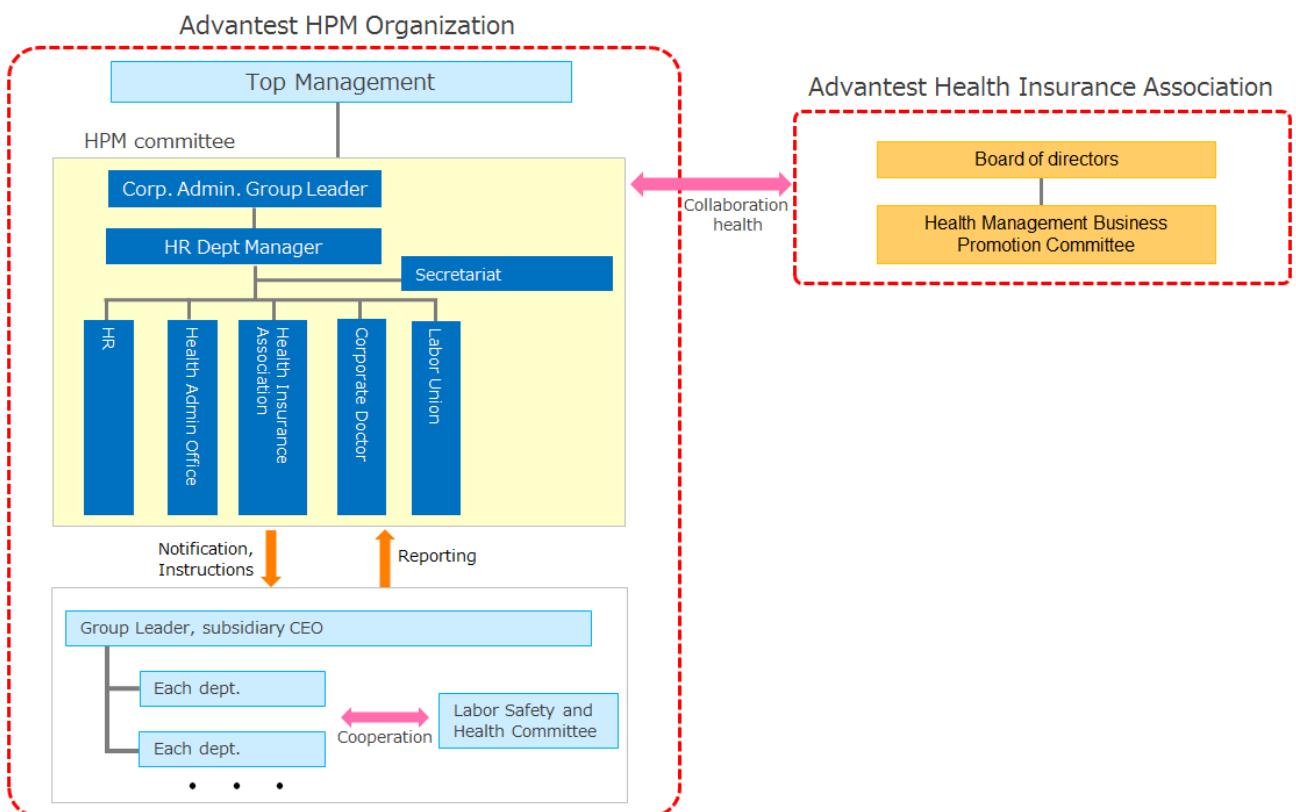 Advantest HPM Organization
Top Management
HPM committee
Corp. Admin. Group Leader
HR Dept Manager
Secretariat
HR
Health Admin Office
Health Insurance
Association
Corporate Doctor
Labor Union
Notification,
Instructions
Reporting
Group Leader, subsidiary CEO
Each dept.
Each dept.
Cooperation
Labor Safety and
Health Committee
• • •
Collaboration
health
Advantest Health Insurance Association
Board of directors
Health Management Business
Promotion Committee